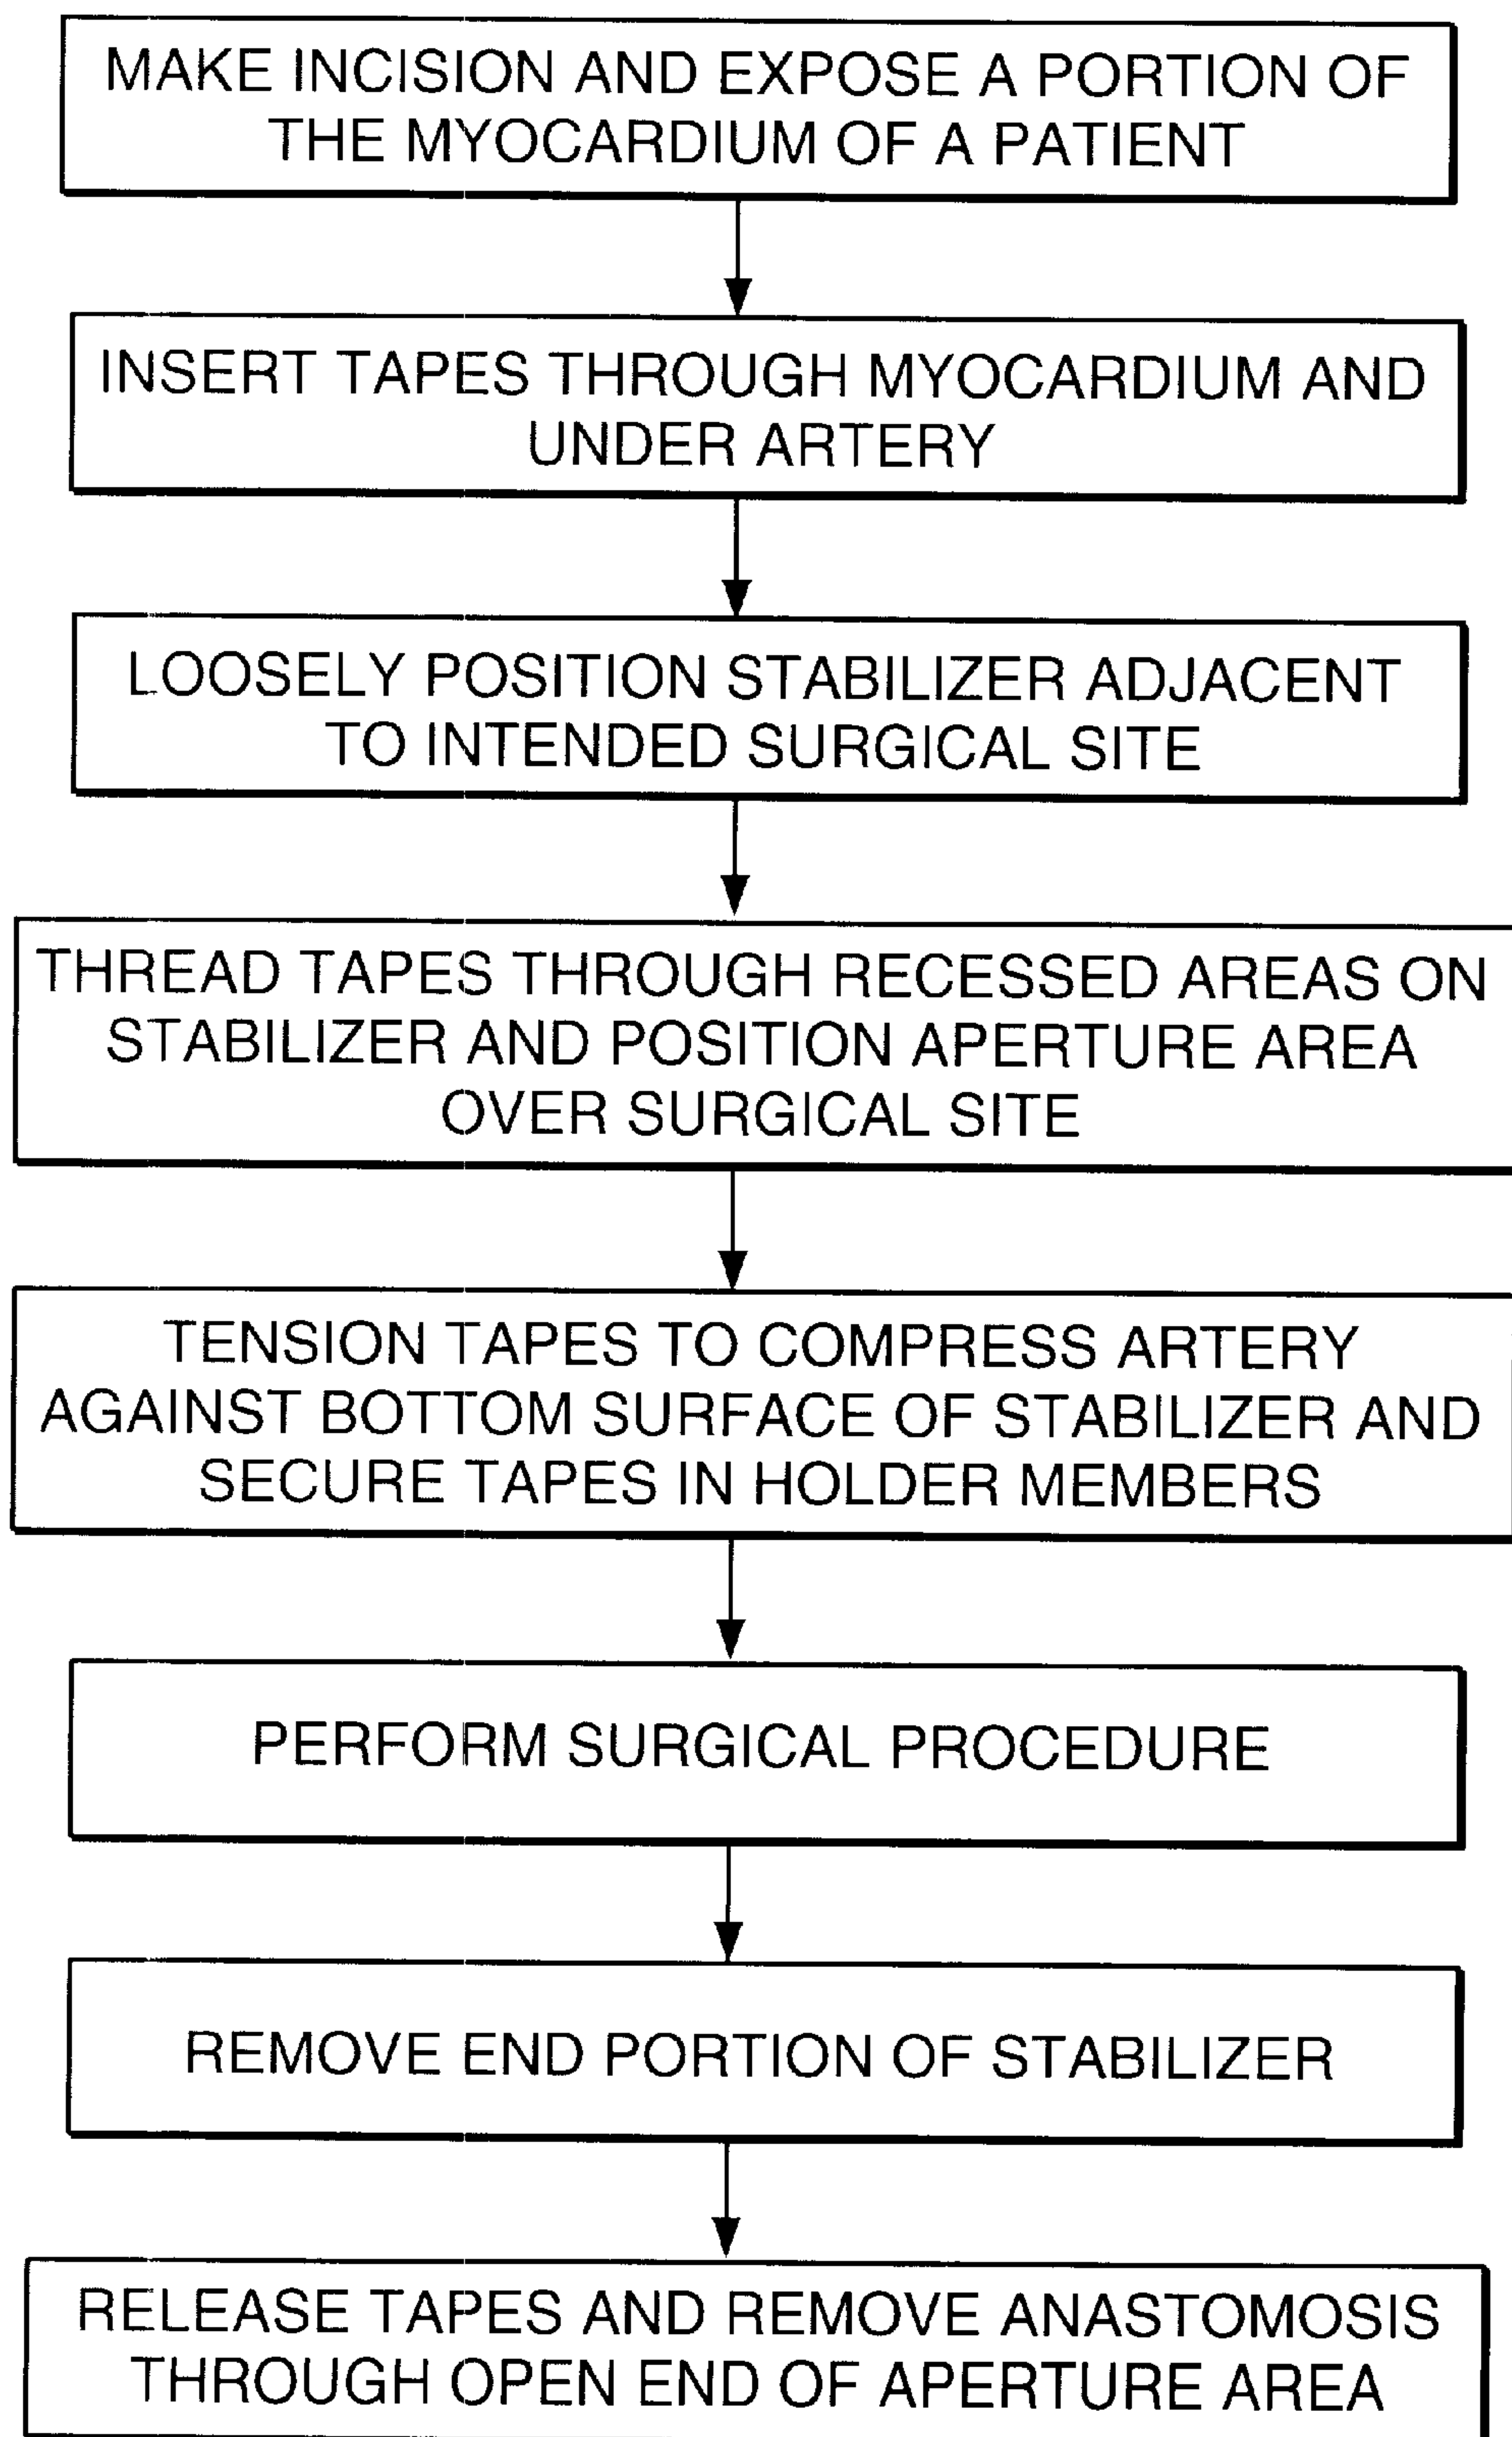 MAKE INCISION AND EXPOSE A PORTION OF
THE MYOCARDIUM OF A PATIENT
INSERT TAPES THROUGH MYOCARDIUM AND
UNDER ARTERY
LOOSELY POSITION STABILIZER ADJACENT
TO INTENDED SURGICAL SITE
THREAD TAPES THROUGH RECESSED AREAS ON
STABILIZER AND POSITION APERTURE AREA
OVER SURGICAL SITE
TENSION TAPES TO COMPRESS ARTERY
AGAINST BOTTOM SURFACE OF STABILIZER AND
SECURE TAPES IN HOLDER MEMBERS
PERFORM SURGICAL PROCEDURE
REMOVE END PORTION OF STABILIZER
RELEASE TAPES AND REMOVE ANASTOMOSIS
THROUGH OPEN END OF APERTURE AREA